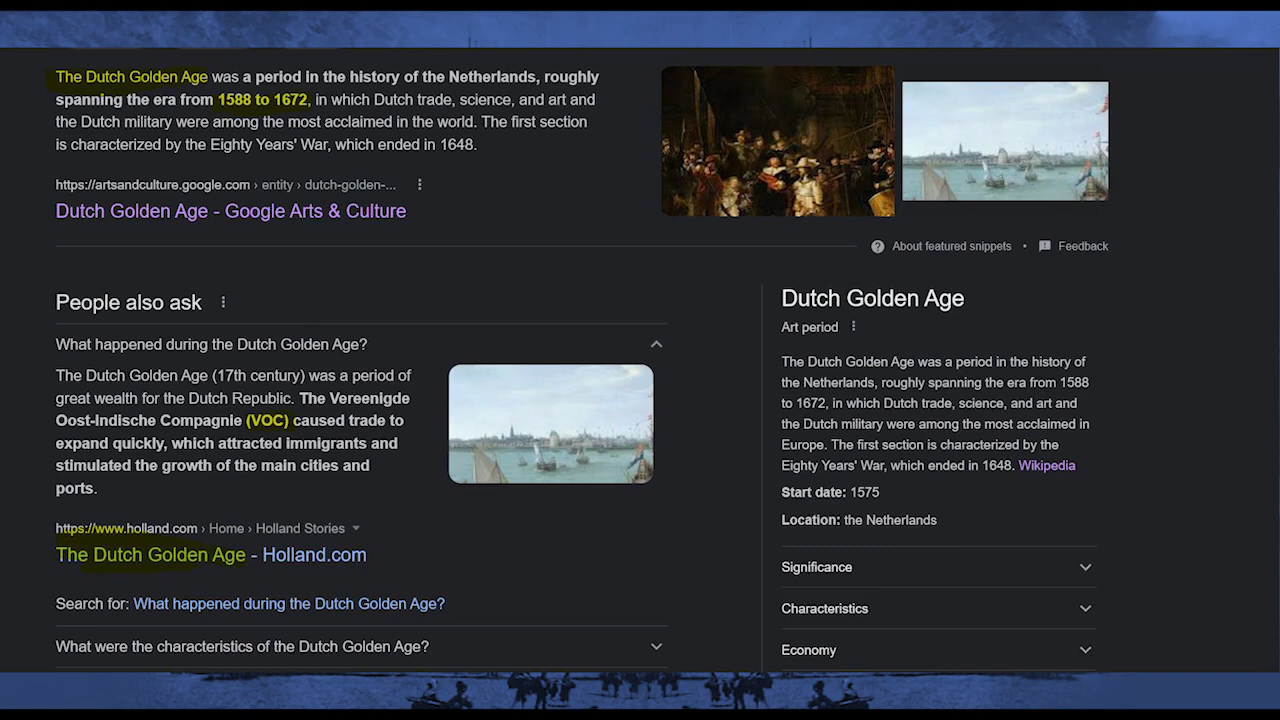 The Dutch Golden Age was a period in the history of the Netherlands, roughly
spanning the era from 1588 to 1672, in which Dutch trade, science, and art and
the Dutch military were among the most acclaimed in the world. The first section
is characterized by the Eighty Years' War, which ended in 1648.
https://artsandculture.google.com › entity › dutch-golden-...
Dutch Golden Age - Google Arts & Culture
About featured snippets • Feedback
People also ask
What happened during the Dutch Golden Age?
The Dutch Golden Age (17th century) was a period of
great wealth for the Dutch Republic. The Vereenigde
Oost-Indische Compagnie (VOC) caused trade to
expand quickly, which attracted immigrants and
stimulated the growth of the main cities and
ports.
https://www.holland.com › Home › Holland Stories
The Dutch Golden Age - Holland.com
Search for: What happened during the Dutch Golden Age?
What were the characteristics of the Dutch Golden Age?
Dutch Golden Age
Art period
The Dutch Golden Age was a period in the history of
the Netherlands, roughly spanning the era from 1588
to 1672, in which Dutch trade, science, and art and
the Dutch military were among the most acclaimed in
Europe. The first section is characterized by the
Eighty Years' War, which ended in 1648. Wikipedia
Start date: 1575
Location: the Netherlands
Significance
Characteristics
Economy